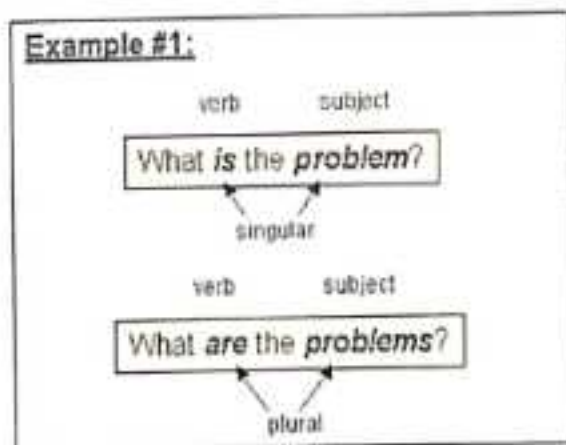 Example #1:
verb subject
What is the problem?
singular
verb subject
What are the problems?
plural